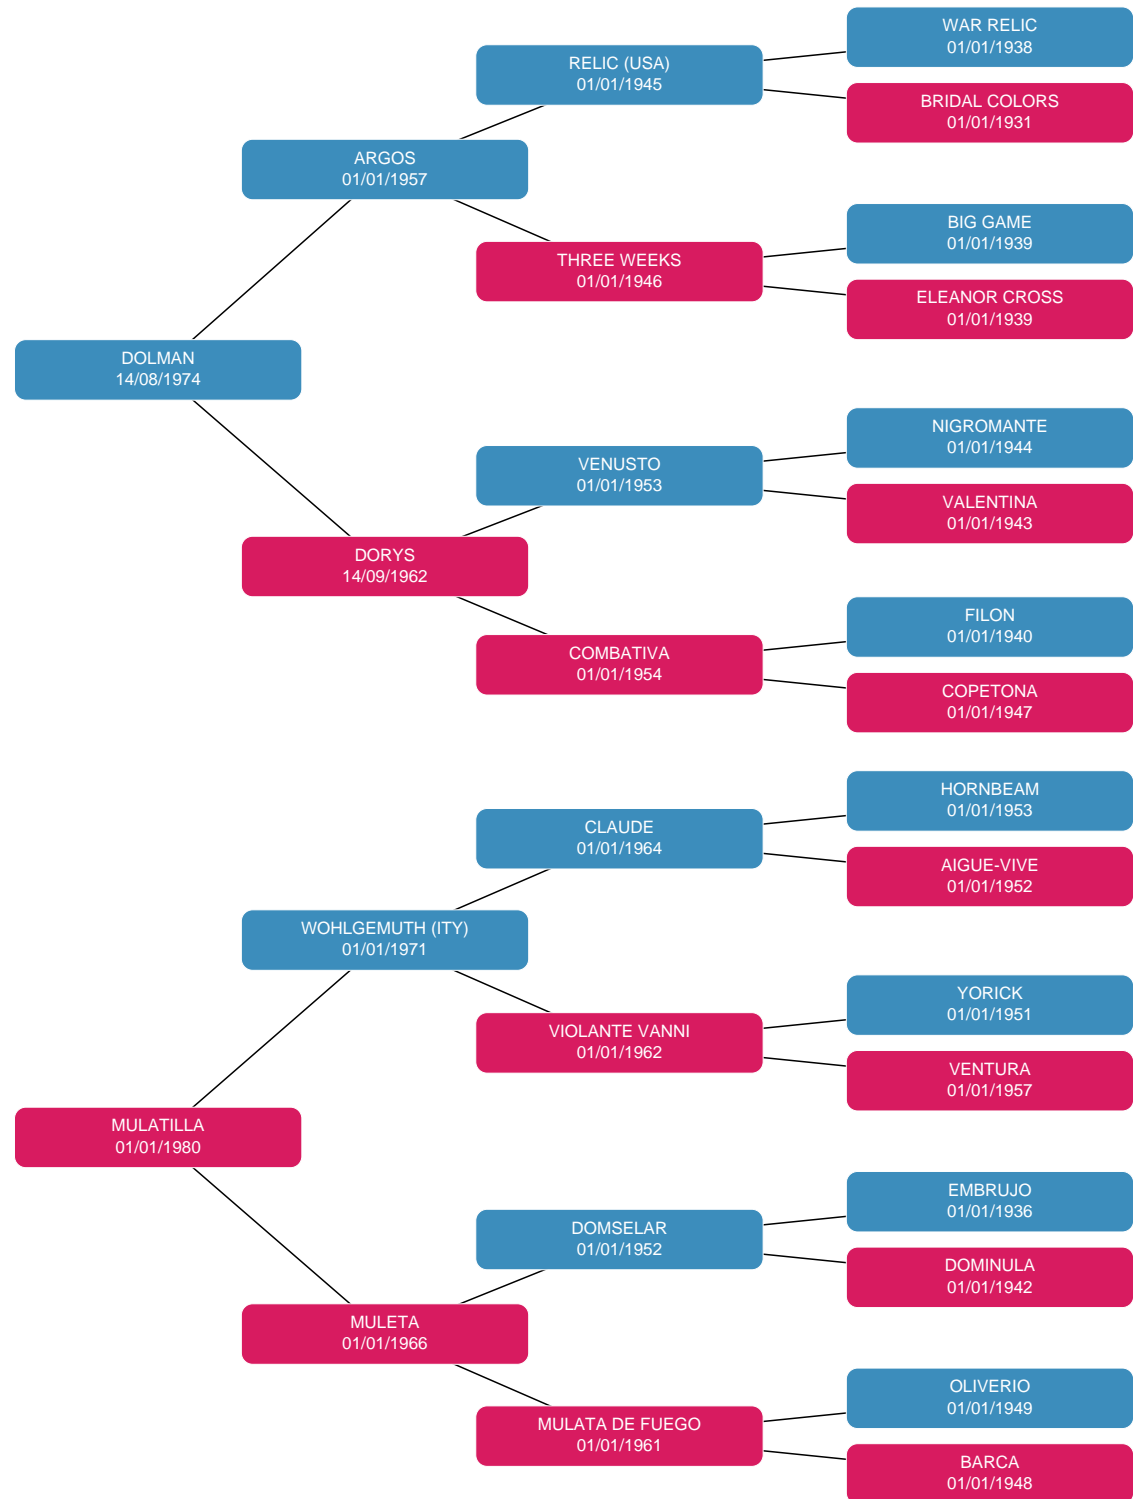 WAR RELIC
01/01/1938
RELIC (USA)
01/01/1945
BRIDAL COLORS
01/01/1931
ARGOS
01/01/1957
BIG GAME
01/01/1939
THREE WEEKS
01/01/1946
ELEANOR CROSS
01/01/1939
DOLMAN
14/08/1974
NIGROMANTE
01/01/1944
VENUSTO
01/01/1953
VALENTINA
01/01/1943
DORYS
14/09/1962
FILON
01/01/1940
COMBATIVA
01/01/1954
COPETONA
01/01/1947
HORNBEAM
01/01/1953
CLAUDE
01/01/1964
AIGUE-VIVE
01/01/1952
WOHLGEMUTH (ITY)
01/01/1971
YORICK
01/01/1951
VIOLANTE VANNI
01/01/1962
VENTURA
01/01/1957
MULATILLA
01/01/1980
EMBRUJO
01/01/1936
DOMSELAR
01/01/1952
DOMINULA
01/01/1942
MULETA
01/01/1966
OLIVERIO
01/01/1949
MULATA DE FUEGO
01/01/1961
BARCA
01/01/1948